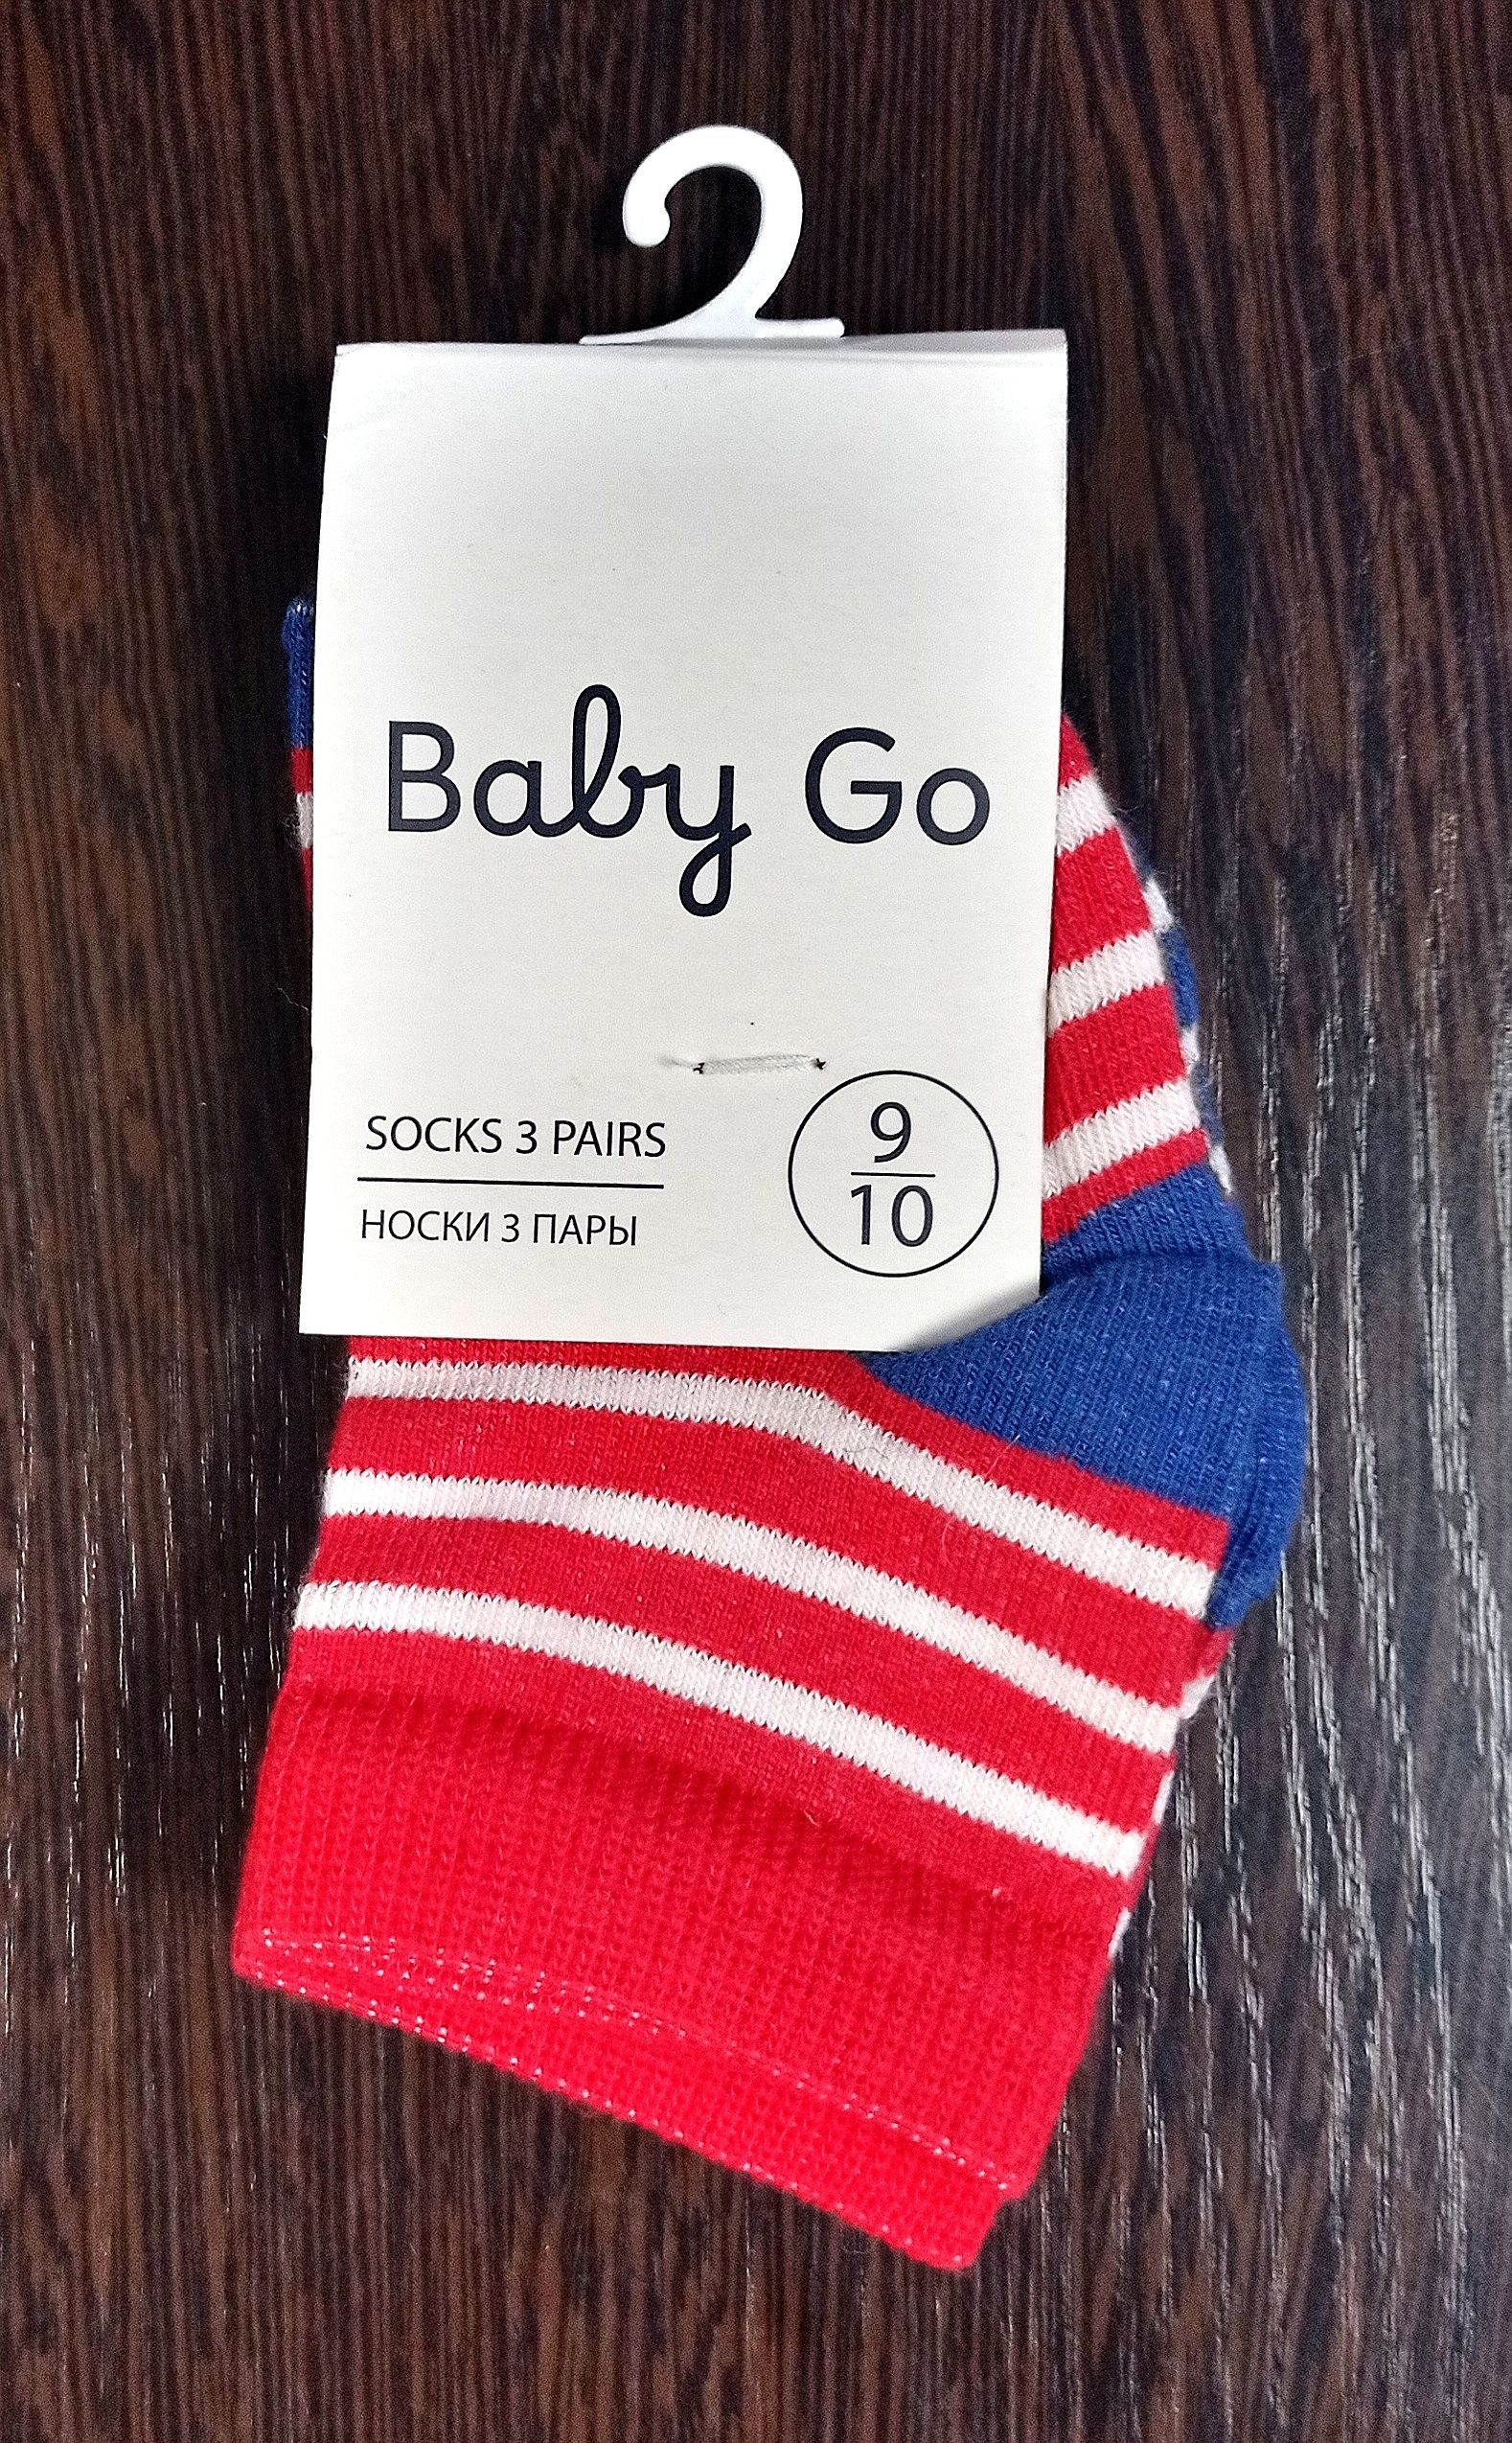 Baby Go
SOCKS 3 PAIRS
НОСКИ 3 ПАРЫ
9
10